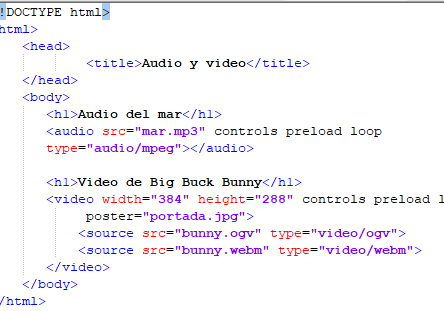 !DOCTYPE html>
html>
<head>
<title>Audio y video</title>
</head>
<body>
<h1>Audio del mar</h1>
<audio src="mar.mp3" controls preload loop
type="audio/mpeg"></audio>
<h1>Video de Big Buck Bunny</h1>
<video width="384" height="288" controls preload l
poster="portada.jpg">
<source src="bunny.ogv" type="video/ogv">
<source src="bunny.webm" type="video/webm">
</video>
</body>
/html>